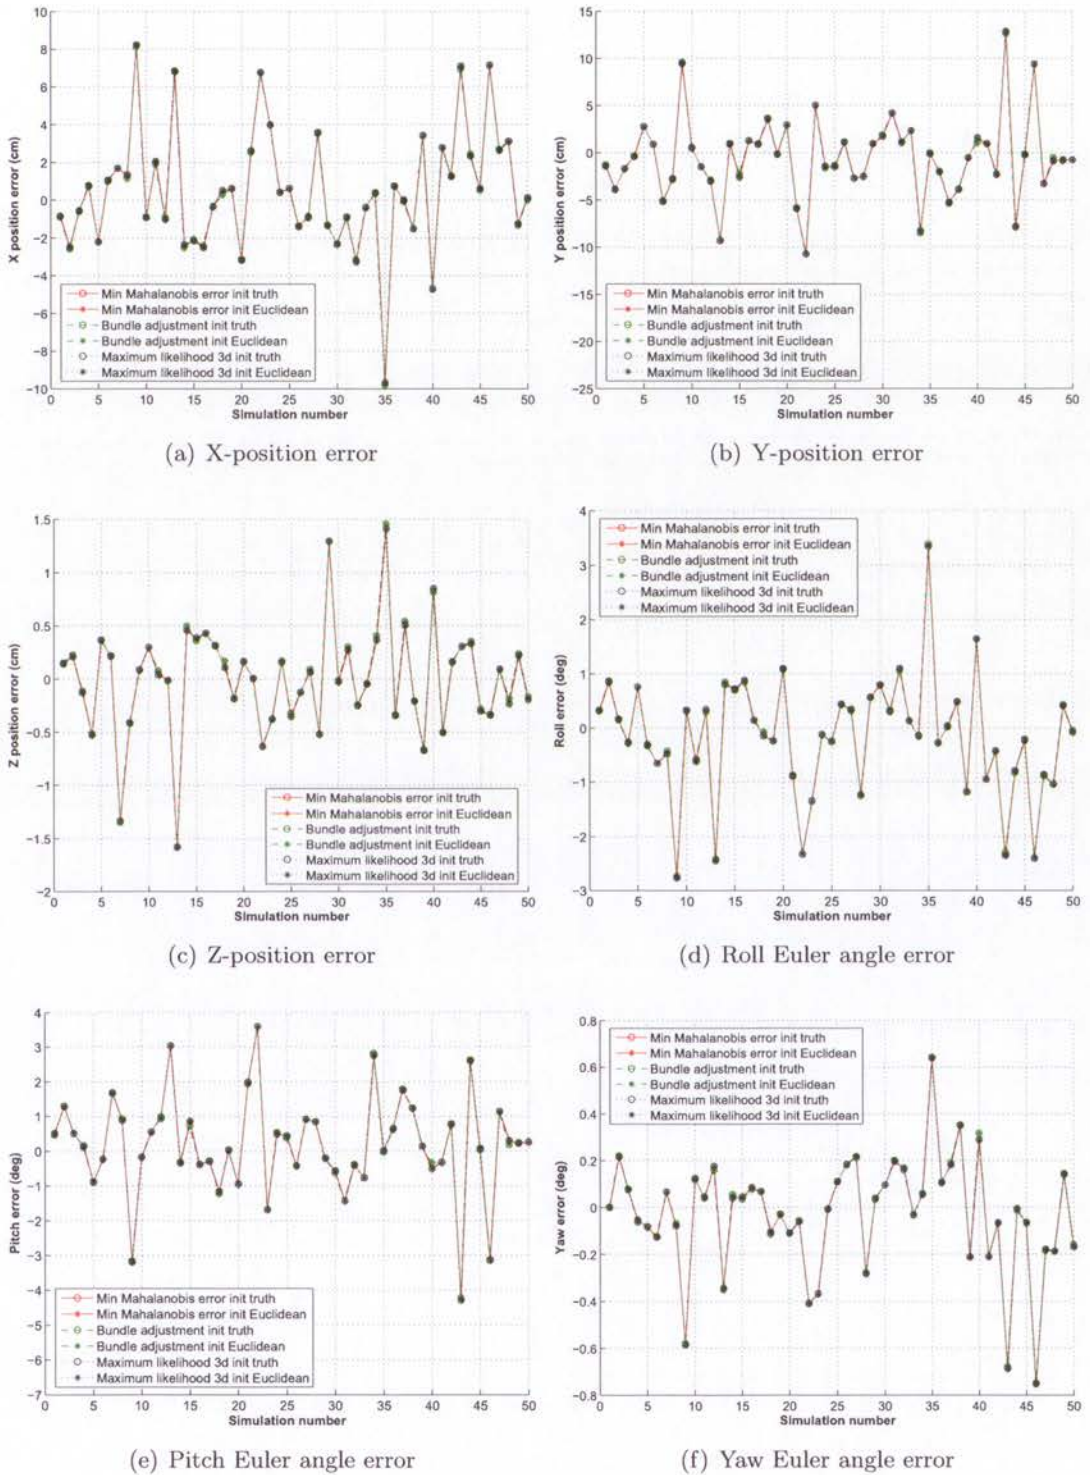 10
8
6
4
2
0
−2
−4
−6
−8
−10
X position error (cm)
Min Mahalanobis error init truth
Min Mahalanobis error init Euclidean
Bundle adjustment init truth
Bundle adjustment init Euclidean
Maximum likelihood 3d init truth
Maximum likelihood 3d init Euclidean
0 5 10 15 20 25 30 35 40 45 50
Simulation number
(a) X-position error
15
10
5
0
−5
−10
−15
−20
−25
Y position error (cm)
Min Mahalanobis error init truth
Min Mahalanobis error init Euclidean
Bundle adjustment init truth
Bundle adjustment init Euclidean
Maximum likelihood 3d init truth
Maximum likelihood 3d init Euclidean
0 5 10 15 20 25 30 35 40 45 50
Simulation number
(b) Y-position error
1.5
1
0.5
0
−0.5
−1
−1.5
−2
Z position error (cm)
Min Mahalanobis error init truth
Min Mahalanobis error init Euclidean
Bundle adjustment init truth
Bundle adjustment init Euclidean
Maximum likelihood 3d init truth
Maximum likelihood 3d init Euclidean
0 5 10 15 20 25 30 35 40 45 50
Simulation number
(c) Z-position error
4
3
2
1
0
−1
−2
−3
Roll error (deg)
Min Mahalanobis error init truth
Min Mahalanobis error init Euclidean
Bundle adjustment init truth
Bundle adjustment init Euclidean
Maximum likelihood 3d init truth
Maximum likelihood 3d init Euclidean
0 5 10 15 20 25 30 35 40 45 50
Simulation number
(d) Roll Euler angle error
4
3
2
1
0
−1
−2
−3
−4
−5
−6
−7
Pitch error (deg)
Min Mahalanobis error init truth
Min Mahalanobis error init Euclidean
Bundle adjustment init truth
Bundle adjustment init Euclidean
Maximum likelihood 3d init truth
Maximum likelihood 3d init Euclidean
0 5 10 15 20 25 30 35 40 45 50
Simulation number
(e) Pitch Euler angle error
0.8
0.6
0.4
0.2
0
−0.2
−0.4
−0.6
−0.8
Yaw error (deg)
Min Mahalanobis error init truth
Min Mahalanobis error init Euclidean
Bundle adjustment init truth
Bundle adjustment init Euclidean
Maximum likelihood 3d init truth
Maximum likelihood 3d init Euclidean
0 5 10 15 20 25 30 35 40 45 50
Simulation number
(f) Yaw Euler angle error